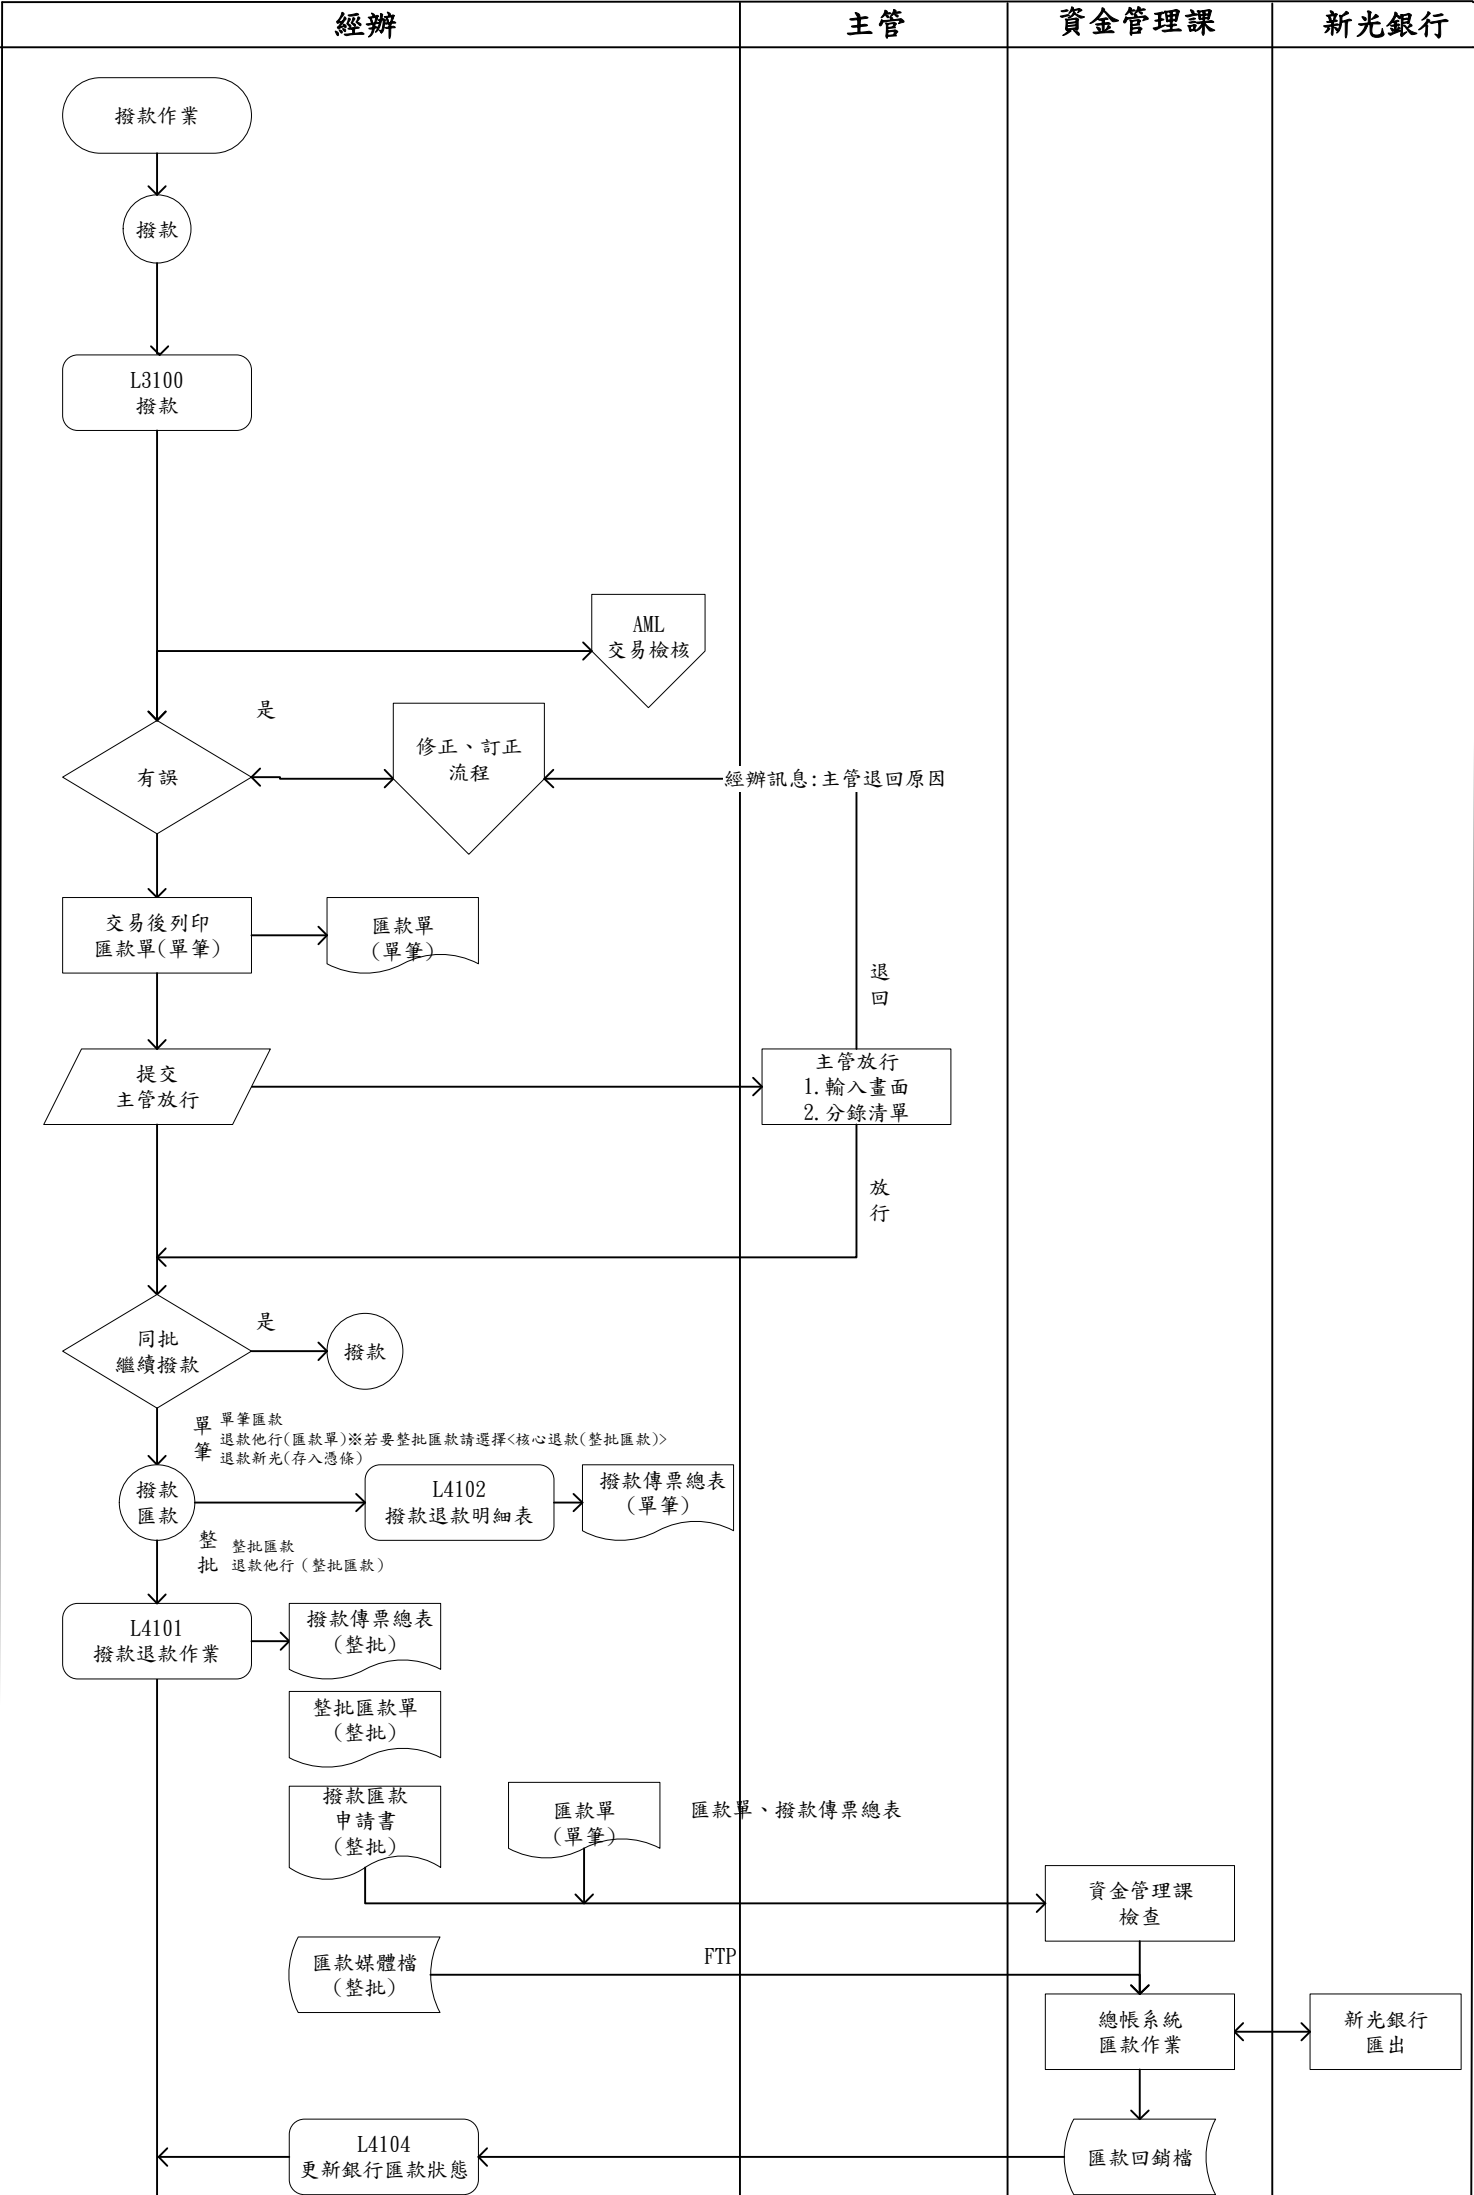 經辦
主管
資金管理課
新光銀行
撥款作業
撥款
L3100
撥款
AML
交易檢核
是
有誤
修正、訂正
流程
經辦訊息:主管退回原因
交易後列印
匯款單(單筆)
匯款單
(單筆)
退
回
提交
主管放行
主管放行
1.輸入畫面
2.分錄清單
放
行
同批
繼續撥款
是
撥款
單
筆
單筆匯款
退款他行(匯款單)※若要整批匯款請選擇<核心退款(整批匯款)>
退款新光(存入憑條)
撥款
匯款
L4102
撥款退款明細表
撥款傳票總表
(單筆)
整
批
整批匯款
退款他行（整批匯款）
L4101
撥款退款作業
撥款傳票總表
(整批)
整批匯款單
(整批)
撥款匯款
申請書
(整批)
匯款單
(單筆)
匯款單、撥款傳票總表
資金管理課
檢查
匯款媒體檔
(整批)
FTP
總帳系統
匯款作業
新光銀行
匯出
L4104
更新銀行匯款狀態
匯款回銷檔